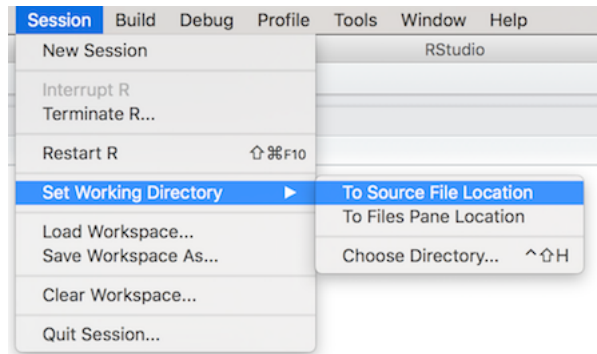 Session Build Debug Profile Tools Window Help
RStudio
New Session
Interrupt R
Terminate R...
Restart R ⇧⌘F10
Set Working Directory ▶
To Source File Location
To Files Pane Location
Load Workspace...
Save Workspace As...
Choose Directory... ^⇧H
Clear Workspace...
Quit Session...